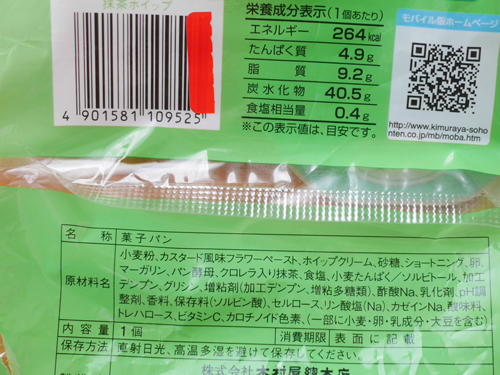 抹茶ホイップ
4 901581 109525
栄養成分表示(1個あたり)
エネルギー 264kcal
たんぱく質 4.9g
脂質 9.2g
炭水化物 40.5g
食塩相当量 0.4g
※この表示値は、目安です。
モバイル版ホームページ
http://www.kimuraya-soho
nten.co.jp/mb/moba.htm
名称 菓子パン
原材料名 小麦粉、カスタード風味フラワーペースト、ホイップクリーム、砂糖、ショートニング、卵、
マーガリン、パン酵母、クロレラ入り抹茶、食塩、小麦たんぱく/ソルビトール、加工
デンプン、グリシン、増粘剤(加工デンプン、増粘多糖類)、酢酸Na、乳化剤、pH調
整剤、香料、保存料(ソルビン酸)、セルロース、リン酸塩(Na)、カゼインNa、酸味料、
トレハロース、ビタミンC、カロチノイド色素、(一部に小麦・卵・乳成分・大豆を含む)
内容量 1個 消費期限 表面に記載
保存方法 直射日光、高温多湿を避けて保存してください。
株式会社木村屋總本店